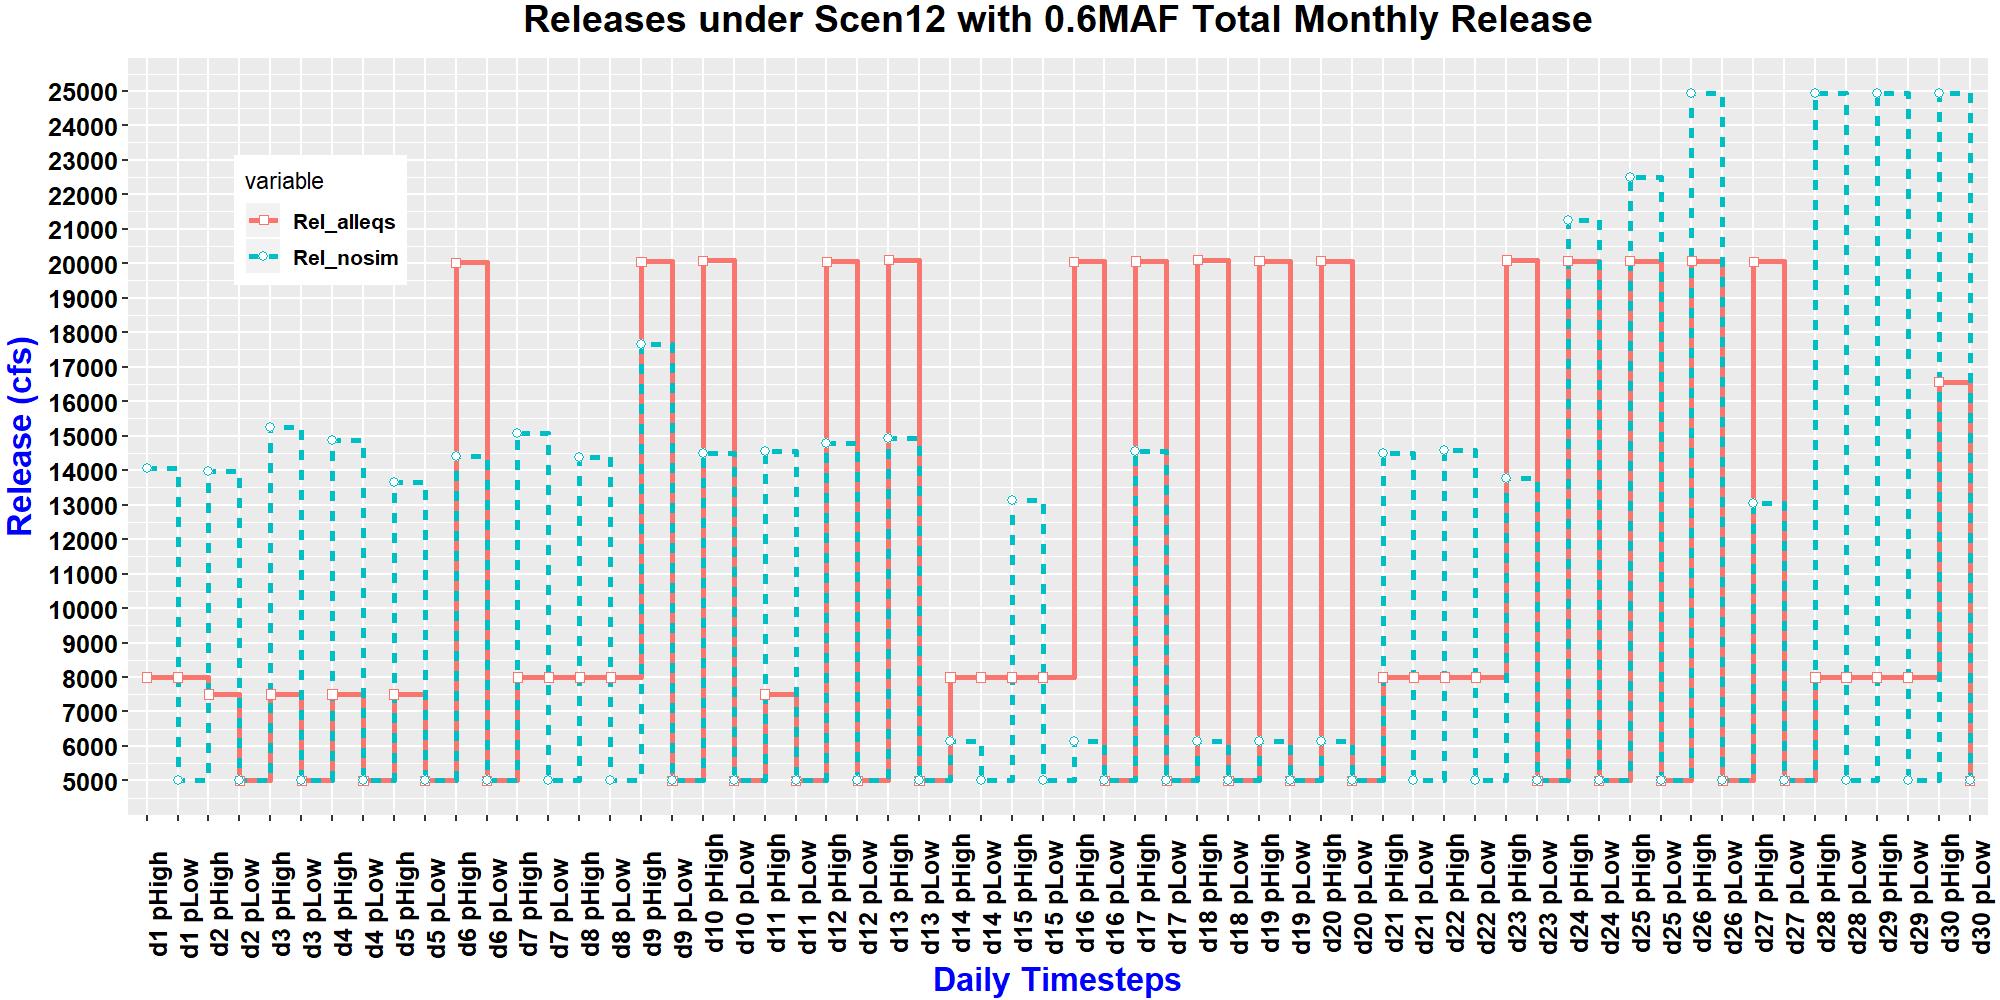 Releases under Scen12 with 0.6MAF Total Monthly Release
Release (cfs)
25000
24000
23000
22000
21000
20000
19000
18000
17000
16000
15000
14000
13000
12000
11000
10000
9000
8000
7000
6000
5000
variable
Rel_alleqs
Rel_nosim
d1 pHigh
d1 pLow
d2 pHigh
d2 pLow
d3 pHigh
d3 pLow
d4 pHigh
d4 pLow
d5 pHigh
d5 pLow
d6 pHigh
d6 pLow
d7 pHigh
d7 pLow
d8 pHigh
d8 pLow
d9 pHigh
d9 pLow
d10 pHigh
d10 pLow
d11 pHigh
d11 pLow
d12 pHigh
d12 pLow
d13 pHigh
d13 pLow
d14 pHigh
d14 pLow
d15 pHigh
d15 pLow
d16 pHigh
d16 pLow
d17 pHigh
d17 pLow
d18 pHigh
d18 pLow
d19 pHigh
d19 pLow
d20 pHigh
d20 pLow
d21 pHigh
d21 pLow
d22 pHigh
d22 pLow
d23 pHigh
d23 pLow
d24 pHigh
d24 pLow
d25 pHigh
d25 pLow
d26 pHigh
d26 pLow
d27 pHigh
d27 pLow
d28 pHigh
d28 pLow
d29 pHigh
d29 pLow
d30 pHigh
d30 pLow
Daily Timesteps